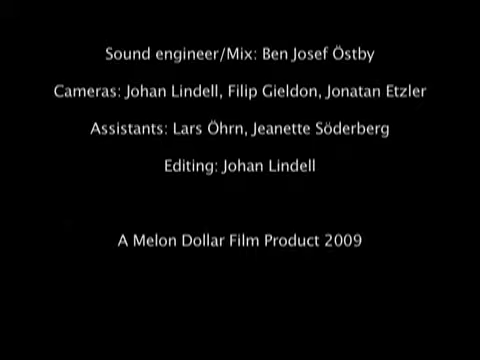 Sound engineer/Mix: Ben Josef Östby
Cameras: Johan Lindell, Filip Gieldon, Jonatan Etzler
Assistants: Lars Öhrn, Jeanette Söderberg
Editing: Johan Lindell
A Melon Dollar Film Product 2009